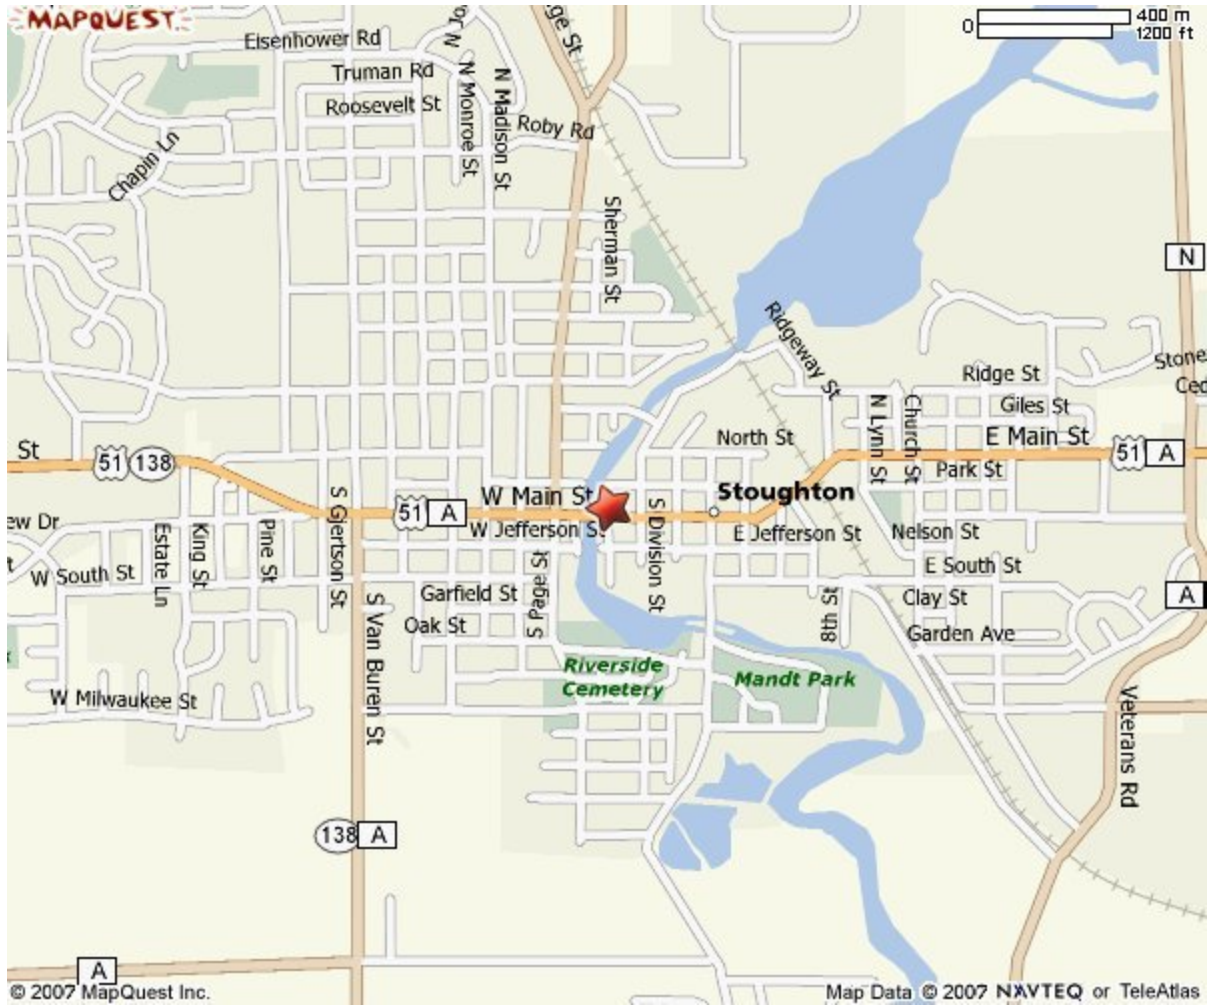 MAPQUEST
0
400 m
1200 ft
Eisenhower Rd
Truman Rd
Roosevelt St
N Monroe St
N Madison St
Roby Rd
Chapin Ln
Sherman St
N
Ridgeway St
Ridge St
Giles St
N Lynn St
Church St
E Main St
North St
Park St
St
51
138
51
A
W Main St
Stoughton
51
A
W Jefferson St
S Division St
E Jefferson St
Nelson St
S Gjertson St
Estate Ln
King St
Pine St
W South St
E South St
Garfield St
S Page St
8th St
Clay St
A
Oak St
Garden Ave
S Van Buren St
Riverside
Cemetery
Mandt Park
W Milwaukee St
Veterans Rd
138
A
A
© 2007 MapQuest Inc.
Map Data © 2007 NAVTEQ or TeleAtlas